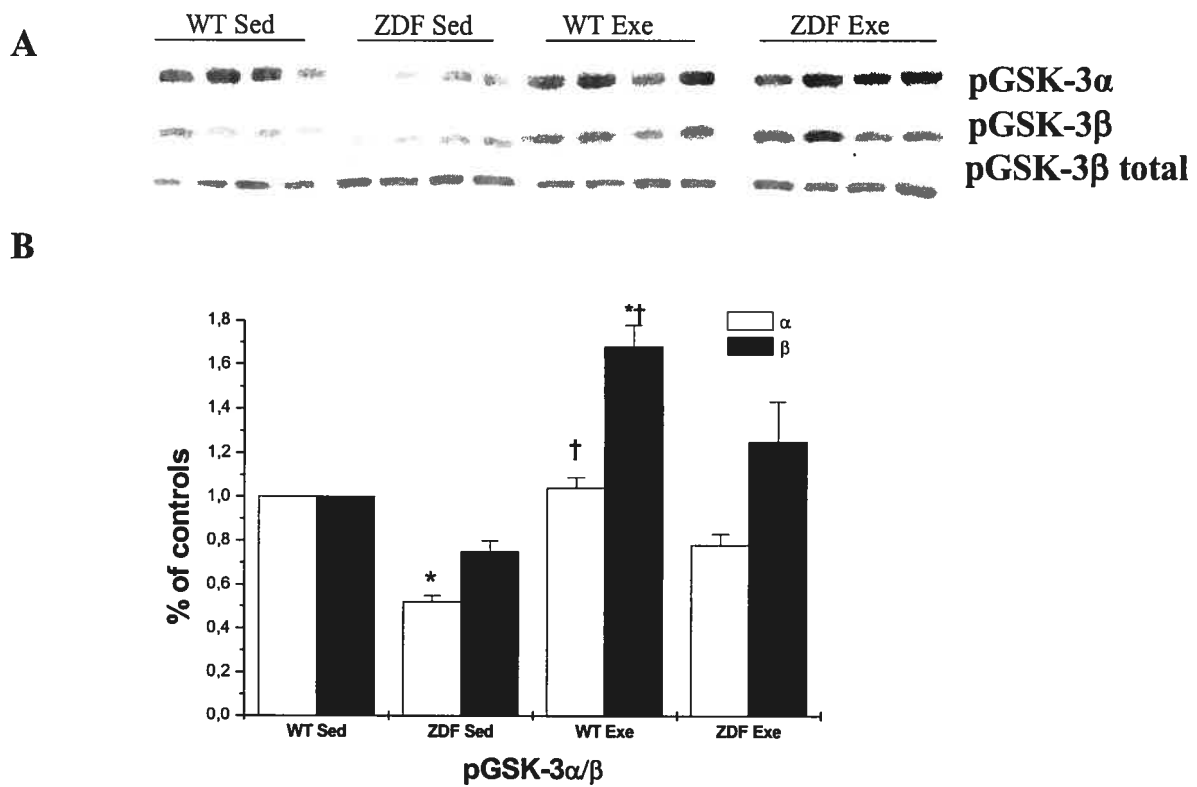 A
WT Sed ZDF Sed WT Exe ZDF Exe
pGSK-3α
pGSK-3β
pGSK-3β total
B
% of controls
1,8
1,6
1,4
1,2
1,0
0,8
0,6
0,4
0,2
0,0
*
†
*†
α
β
WT Sed ZDF Sed WT Exe ZDF Exe
pGSK-3α/β